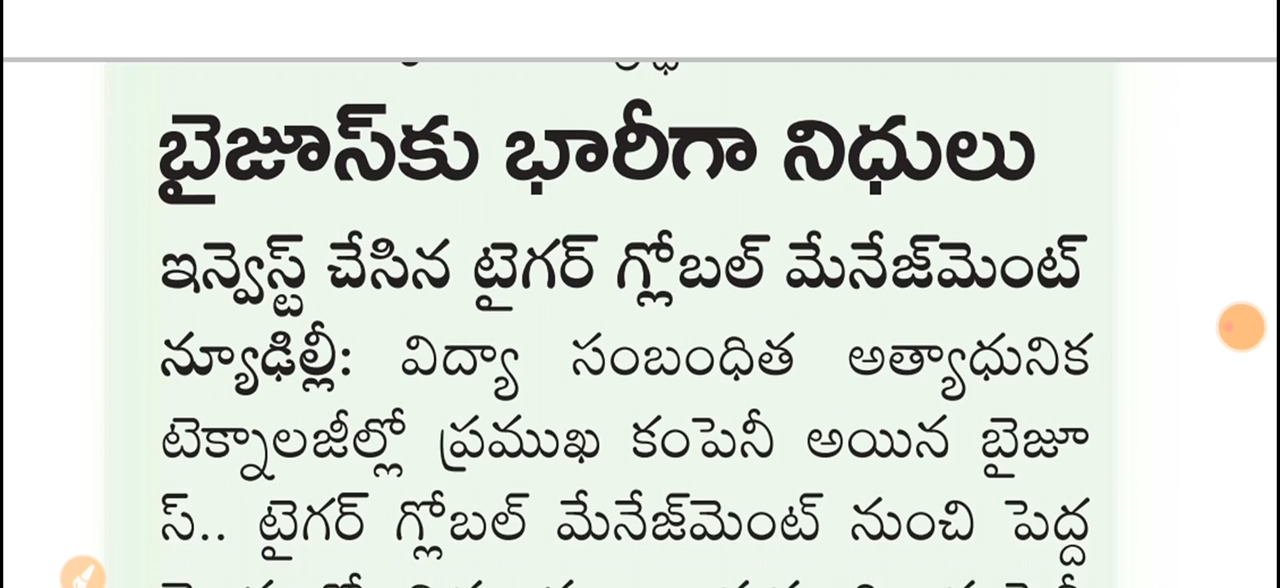 బైజూస్‌కు భారీగా నిధులు
ఇన్వెస్ట్ చేసిన టైగర్ గ్లోబల్ మేనేజ్‌మెంట్
న్యూఢిల్లీ: విద్యా సంబంధిత అత్యాధునిక
టెక్నాలజీల్లో ప్రముఖ కంపెనీ అయిన బైజూ
స్.. టైగర్ గ్లోబల్ మేనేజ్‌మెంట్ నుంచి పెద్ద